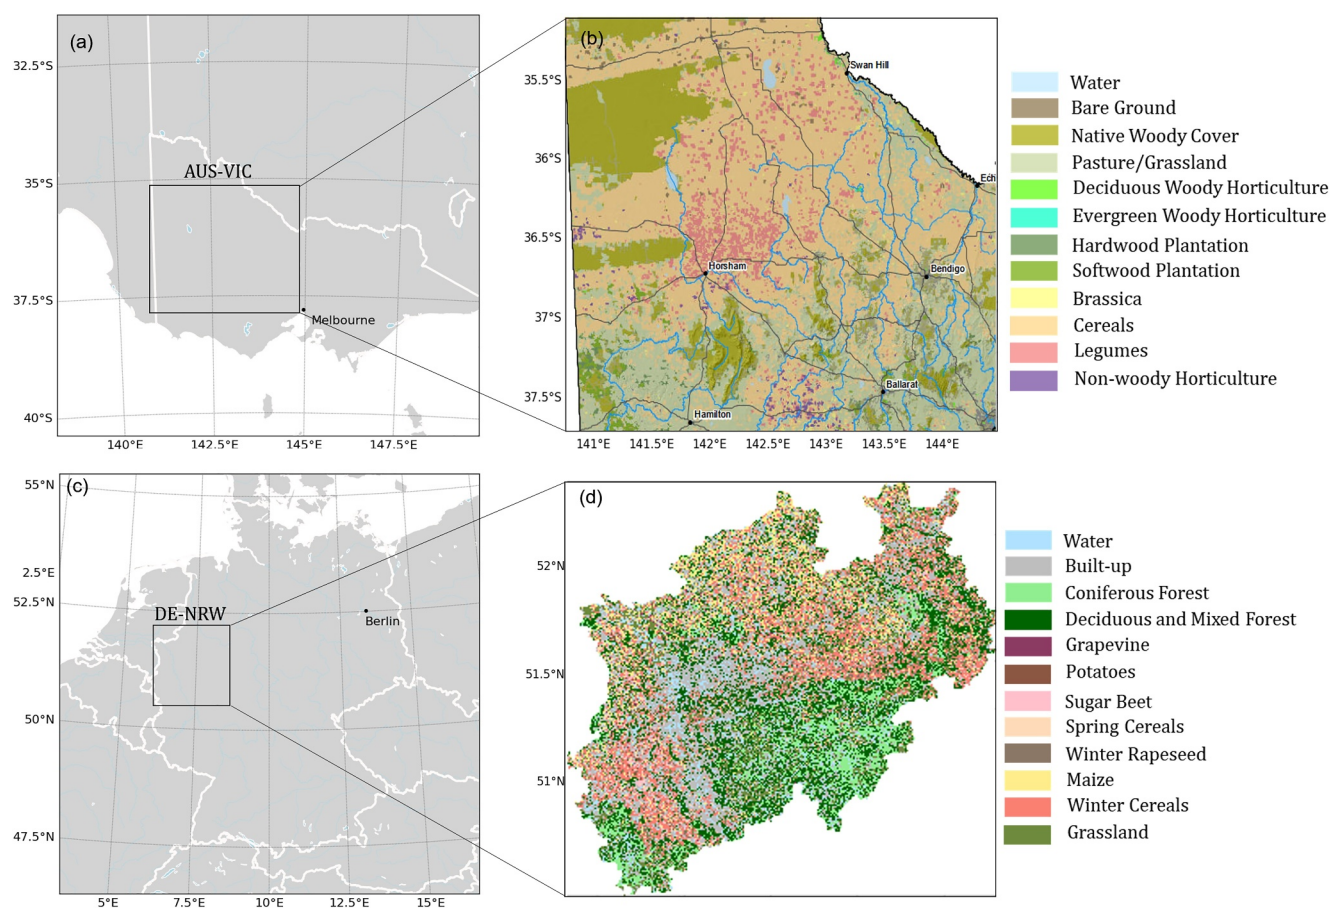 (a)
32.5°S
35°S
37.5°S
40°S
140°E
142.5°E
145°E
147.5°E
AUS-VIC
Melbourne
(b)
35.5°S
36°S
36.5°S
37°S
37.5°S
141°E
141.5°E
142°E
142.5°E
143°E
143.5°E
144°E
Swan Hill
Ech
Horsham
Bendigo
Ballarat
Hamilton
Water
Bare Ground
Native Woody Cover
Pasture/Grassland
Deciduous Woody Horticulture
Evergreen Woody Horticulture
Hardwood Plantation
Softwood Plantation
Brassica
Cereals
Legumes
Non-woody Horticulture
(c)
55°N
2.5°E
52.5°N
50°N
47.5°N
5°E
7.5°E
10°E
12.5°E
15°E
DE-NRW
Berlin
(d)
52°N
51.5°N
51°N
Water
Built-up
Coniferous Forest
Deciduous and Mixed Forest
Grapevine
Potatoes
Sugar Beet
Spring Cereals
Winter Rapeseed
Maize
Winter Cereals
Grassland